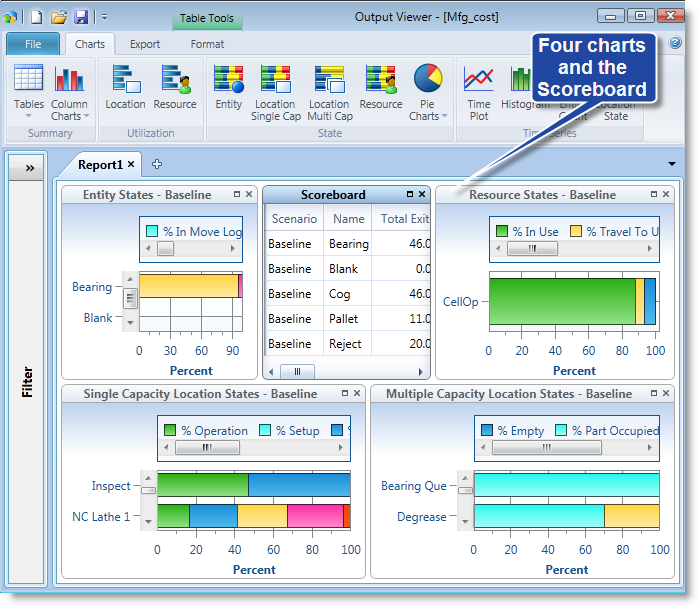 Table Tools
Output Viewer - [Mfg_cost]
File
Charts
Export
Format
Four charts
and the
Scoreboard
Tables
Column
Charts
Location
Resource
Entity
Location
Single Cap
Location
Multi Cap
Resource
Pie
Charts
Time
Plot
Histogram
State
Summary
Utilization
State
Time Series
Report1
Filter
Entity States - Baseline
% In Move Log
Bearing
Blank
0 30 60 90
Percent
Scoreboard
Scenario Name Total Exit
Baseline Bearing 46.0
Baseline Blank 0.0
Baseline Cog 46.0
Baseline Pallet 11.0
Baseline Reject 20.0
Resource States - Baseline
% In Use % Travel To U
CellOp
0 20 40 60 80 100
Percent
Single Capacity Location States - Baseline
% Operation % Setup %
Inspect
NC Lathe 1
0 20 40 60 80 100
Percent
Multiple Capacity Location States - Baseline
% Empty % Part Occupied
Bearing Que
Degrease
0 20 40 60 80 100
Percent